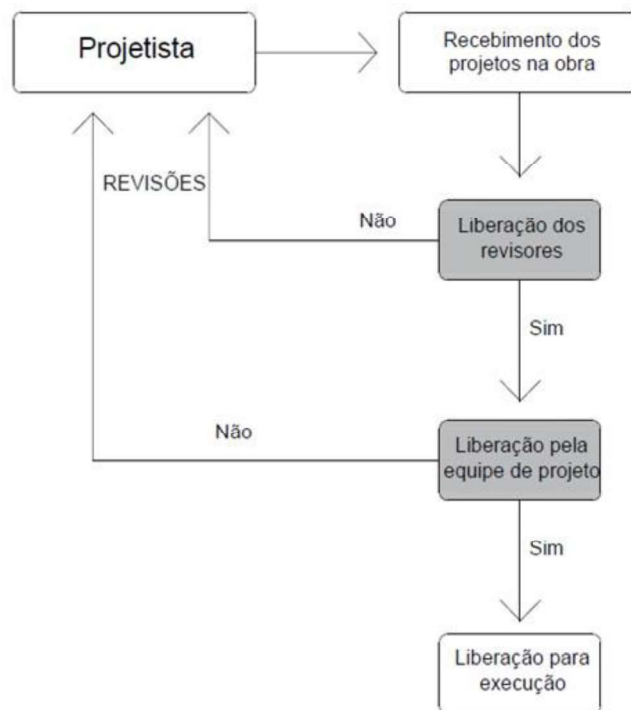 Projetista
Recebimento dos
projetos na obra
REVISÕES
Não
Liberação dos
revisores
Sim
Não
Liberação pela
equipe de projeto
Sim
Liberação para
execução